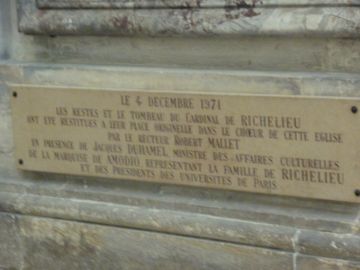 LE 4 DECEMBRE 1971
LES RESTES ET LE TOMBEAU DU CARDINAL DE RICHELIEU
ONT ETE RESTITUES A LEUR PLACE ORIGINELLE DANS LE CHŒUR DE CETTE EGLISE
PAR LE RECTEUR ROBERT MALLET
EN PRESENCE DE JACQUES DUHAMEL, MINISTRE DES AFFAIRES CULTURELLES
DE LA MARQUISE DE AMODIO REPRESENTANT LA FAMILLE DE RICHELIEU
ET DES PRESIDENTS DES UNIVERSITES DE PARIS